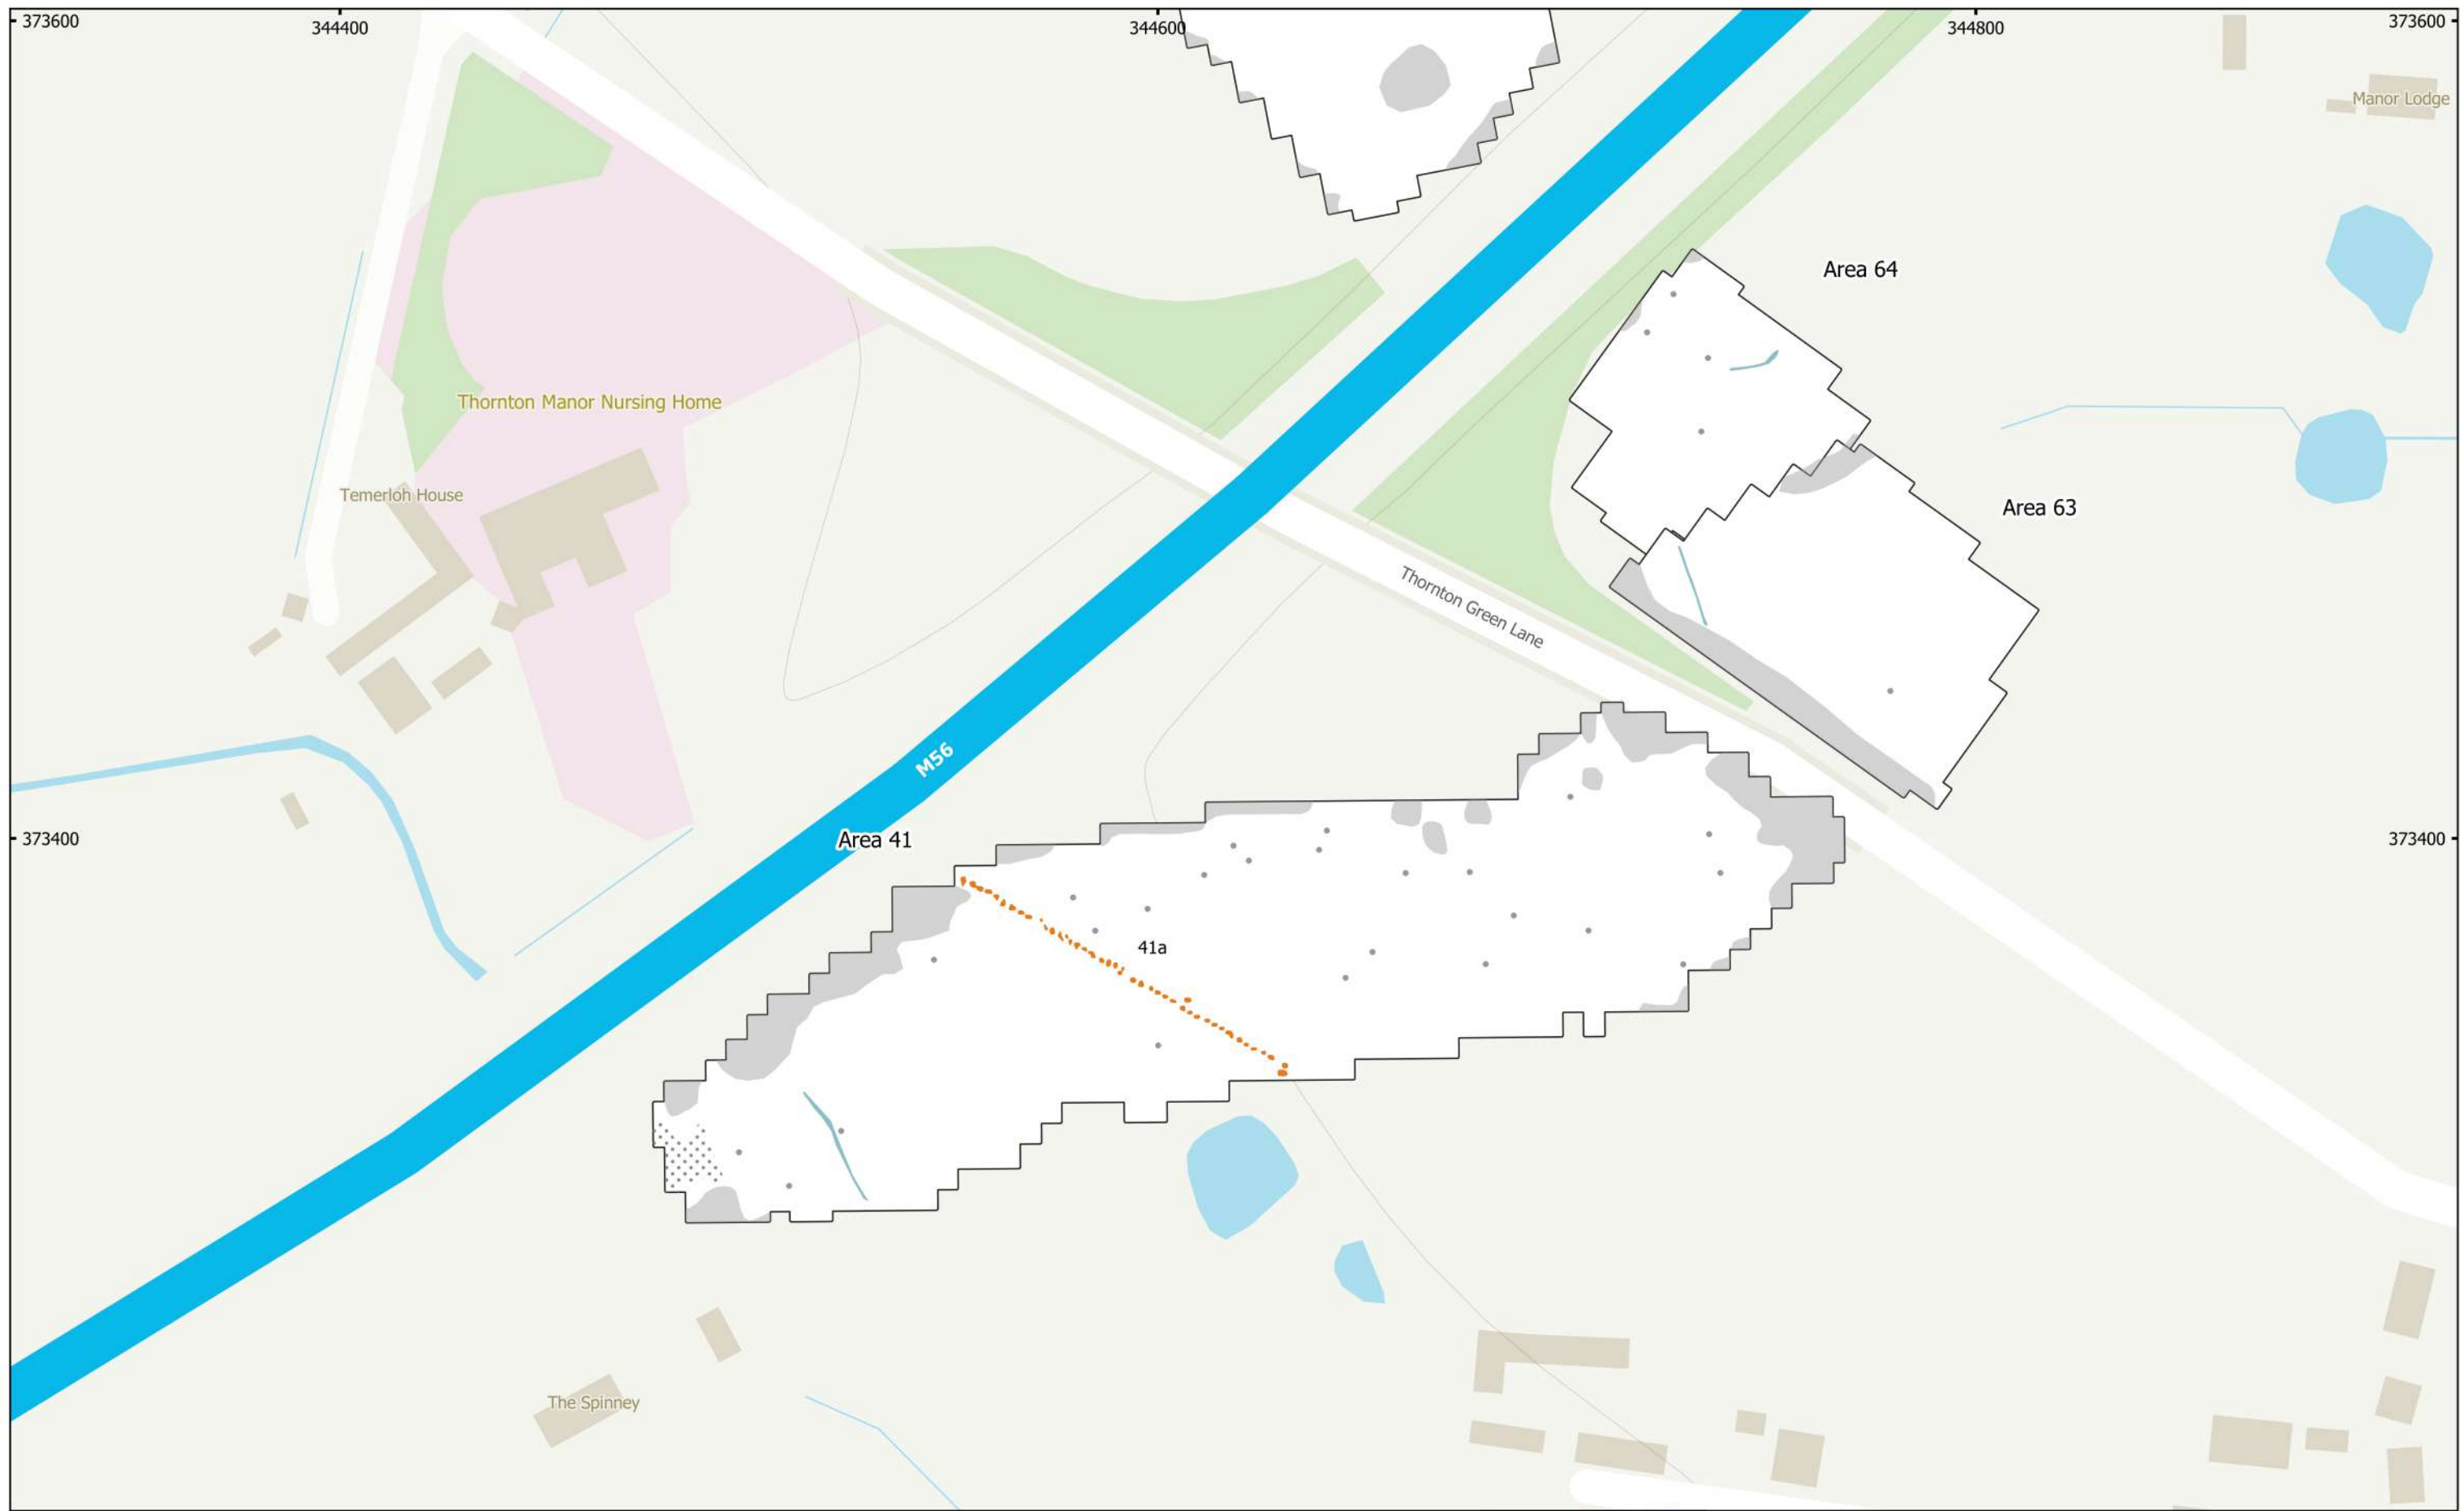 373600
344400
344600
344800
373600
Manor Lodge
Area 64
Thornton Manor Nursing Home
Temerloh House
Area 63
Thornton Green Lane
M56
373400
Area 41
373400
41a
The Spinney